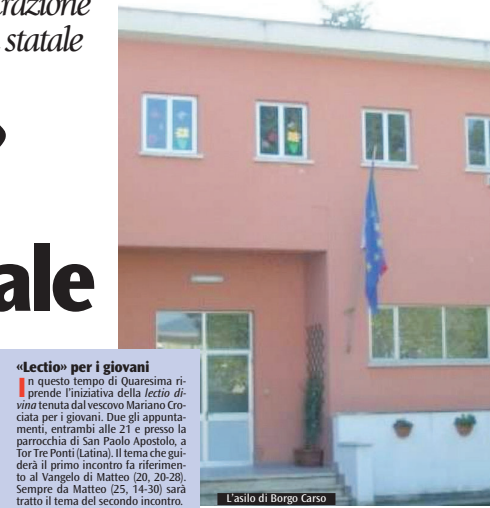 razione
statale
»
ale
«Lectio» per i giovani
In questo tempo di Quaresima ri-
prende l'iniziativa della lectio di-
vina tenuta dal vescovo Mariano Cro-
ciata per i giovani. Due gli appunta-
menti, entrambi alle 21 e presso la
parrocchia di San Paolo Apostolo, a
Tor Tre Ponti (Latina). Il tema che gui-
derà il primo incontro fa riferimen-
to al Vangelo di Matteo (20, 20-28).
Sempre da Matteo (25, 14-30) sarà
tratto il tema del secondo incontro.
L'asilo di Borgo Carso